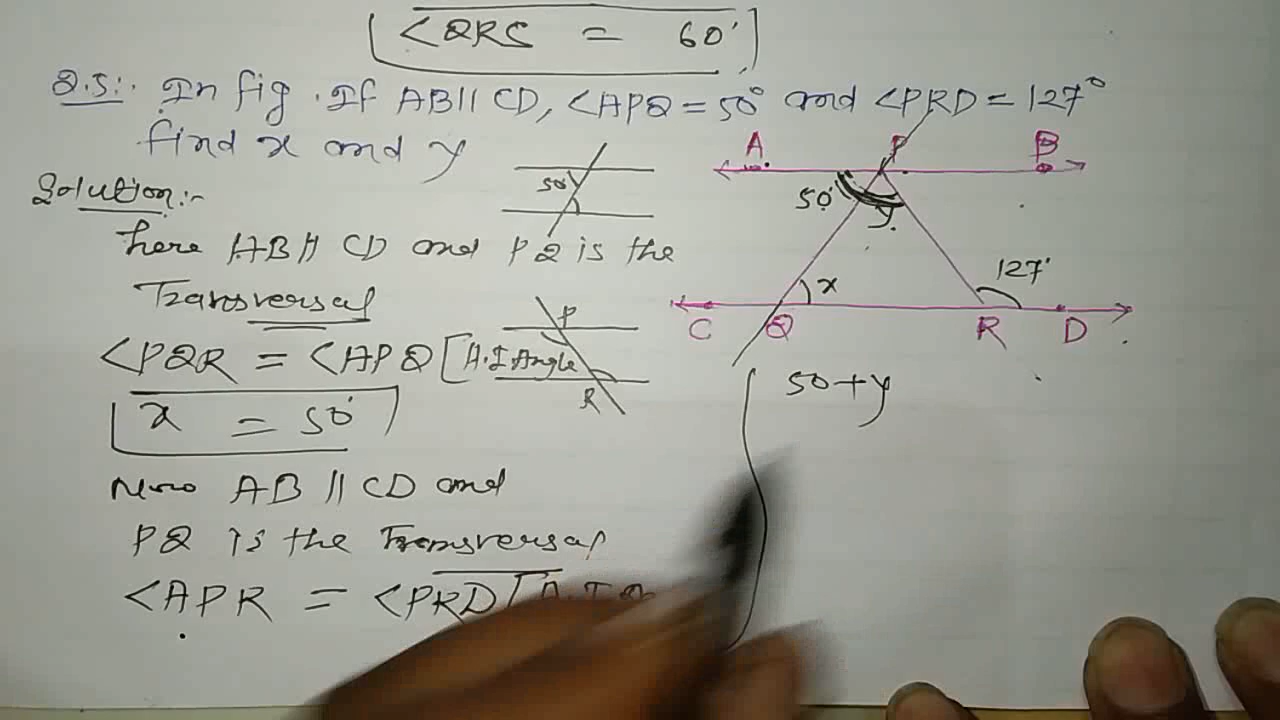 <QRS = 60°
Q.5:. In fig. If AB || CD, <APQ = 50° and <PRD = 127°
find x and y
Solution:-
here AB || CD and PQ is the
Transversal
<PQR = <APQ [A.I Angle
x = 50°
Now AB || CD and
PQ is the Transversal
<APR = <PRD [A.I
50°
P
R
A
P
B
50°
y
x
127°
C
Q
R
D
50 + y